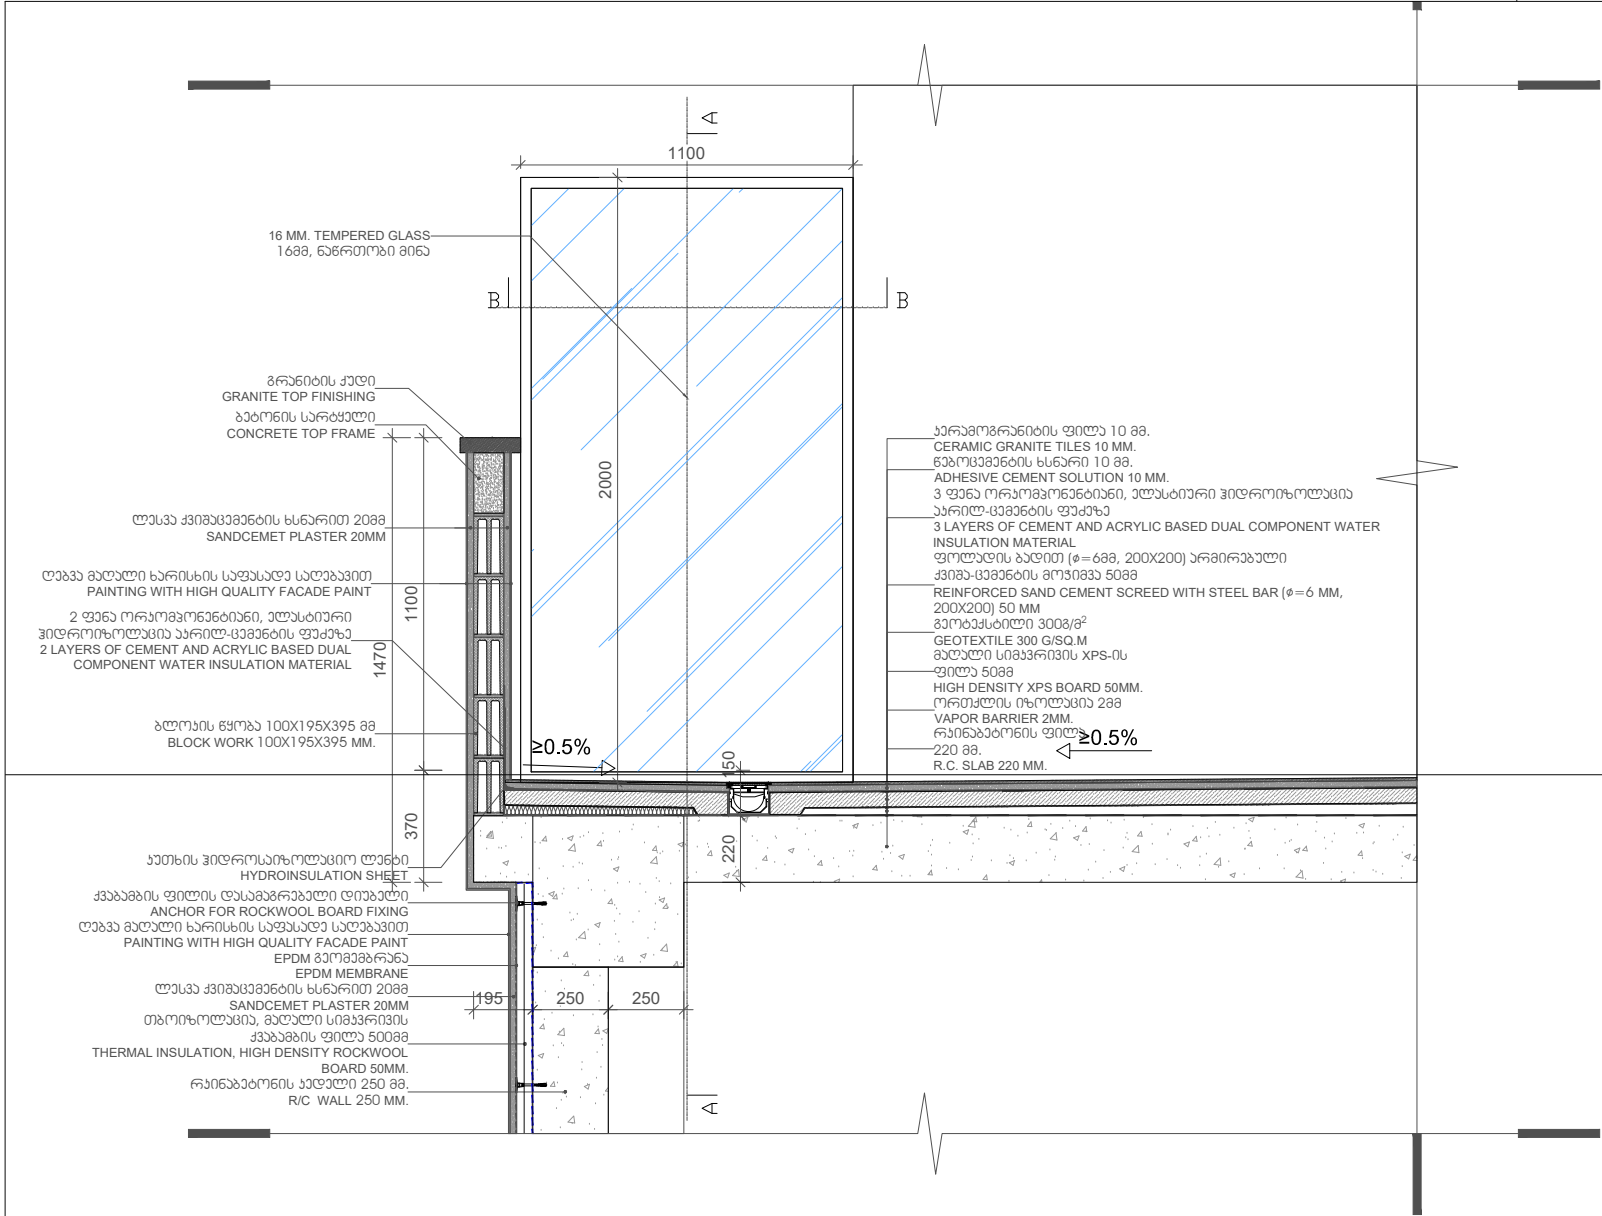 A
1100
16 MM. TEMPERED GLASS
16მმ, ნაწრთობი მინა
B
B
გრანიტის ქუდი
GRANITE TOP FINISHING
ბეტონის სარტყელი
CONCRETE TOP FRAME
2000
ლესვა ქვიშაცემენტის ხსნარით 20მმ
SANDCEMET PLASTER 20MM
ღებვა მაღალი ხარისხის საფასადე საღებავით
PAINTING WITH HIGH QUALITY FACADE PAINT
1100
2 ფენა ორკომპონენტიანი, ელასტიური
ჰიდროიზოლაცია აკრილ-ცემენტის ფუძეზე
2 LAYERS OF CEMENT AND ACRYLIC BASED DUAL
COMPONENT WATER INSULATION MATERIAL
1470
ბლოკის წყობა 100X195X395 მმ
BLOCK WORK 100X195X395 MM.
≥0.5%
კერამოგრანიტის ფილა 10 მმ.
CERAMIC GRANITE TILES 10 MM.
წებოცემენტის ხსნარი 10 მმ.
ADHESIVE CEMENT SOLUTION 10 MM.
3 ფენა ორკომპონენტიანი, ელასტიური ჰიდროიზოლაცია
აკრილ-ცემენტის ფუძეზე
3 LAYERS OF CEMENT AND ACRYLIC BASED DUAL COMPONENT WATER
INSULATION MATERIAL
ფოლადის ბადით (φ=6მმ, 200X200) არმირებული
ქვიშა-ცემენტის მოჭიმვა 50მმ
REINFORCED SAND CEMENT SCREED WITH STEEL BAR (φ=6 MM,
200X200) 50 MM
გეოტექსტილი 300გ/მ²
GEOTEXTILE 300 G/SQ.M
მაღალი სიმკვრივის XPS-ის
ფილა 50მმ
HIGH DENSITY XPS BOARD 50MM.
ორთქლის იზოლაცია 2მმ
VAPOR BARRIER 2MM.
რკინაბეტონის ფილა
220 მმ.
R.C. SLAB 220 MM.
≥0.5%
150
370
220
კუთხის ჰიდროსაიზოლაციო ლენტი
HYDROINSULATION SHEET
ქვაბამბის ფილის დასამაგრებელი დიუბელი
ANCHOR FOR ROCKWOOL BOARD FIXING
ღებვა მაღალი ხარისხის საფასადე საღებავით
PAINTING WITH HIGH QUALITY FACADE PAINT
EPDM გეომემბრანა
EPDM MEMBRANE
ლესვა ქვიშაცემენტის ხსნარით 20მმ
SANDCEMET PLASTER 20MM
195
250
250
თბოიზოლაცია, მაღალი სიმკვრივის
ქვაბამბის ფილა 500მმ
THERMAL INSULATION, HIGH DENSITY ROCKWOOL
BOARD 50MM.
რკინაბეტონის კედელი 250 მმ.
R/C WALL 250 MM.
A